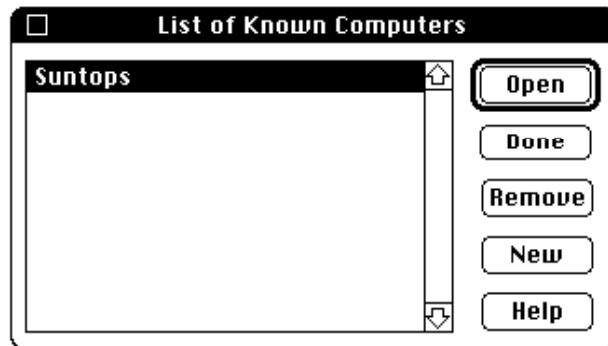 List of Known Computers
Suntops
Open
Done
Remove
New
Help